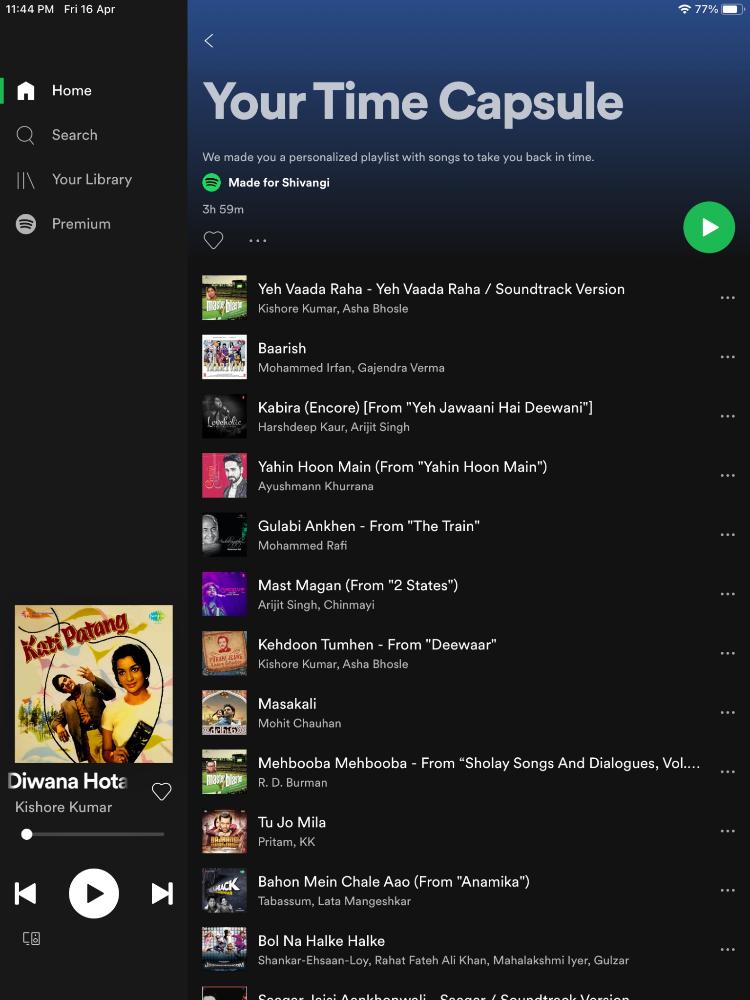 11:44 PM Fri 16 Apr
77%
Home
Search
Your Library
Premium
Your Time Capsule
We made you a personalized playlist with songs to take you back in time.
Made for Shivangi
3h 59m
master blaster
Yeh Vaada Raha - Yeh Vaada Raha / Soundtrack Version
Kishore Kumar, Asha Bhosle
YAARIYAN
Baarish
Mohammed Irfan, Gajendra Verma
Loveholic
ARIJIT SINGH
Kabira (Encore) [From "Yeh Jawaani Hai Deewani"]
Harshdeep Kaur, Arijit Singh
GUITAR
Yahin Hoon Main (From "Yahin Hoon Main")
Ayushmann Khurrana
Mohammed Rafi
Gulabi Ankhen - From "The Train"
Mohammed Rafi
GROOVE
Mast Magan (From "2 States")
Arijit Singh, Chinmayi
PURANI JEANS
Kishore Collection
Kehdoon Tumhen - From "Deewaar"
Kishore Kumar, Asha Bhosle
delhi-6
Masakali
Mohit Chauhan
master blaster
Mehbooba Mehbooba - From “Sholay Songs And Dialogues, Vol....
R. D. Burman
BAJRANGI BHAIJAAN
Tu Jo Mila
Pritam, KK
Bahon Mein Chale Aao (From "Anamika")
Tabassum, Lata Mangeshkar
JHOOMBARABARJHOOM
Bol Na Halke Halke
Shankar-Ehsaan-Loy, Rahat Fateh Ali Khan, Mahalakshmi Iyer, Gulzar
Saagar Jaisi Aankhonwali - Saagar / Soundtrack Version
Kati Patang
Diwana Hota
Kishore Kumar